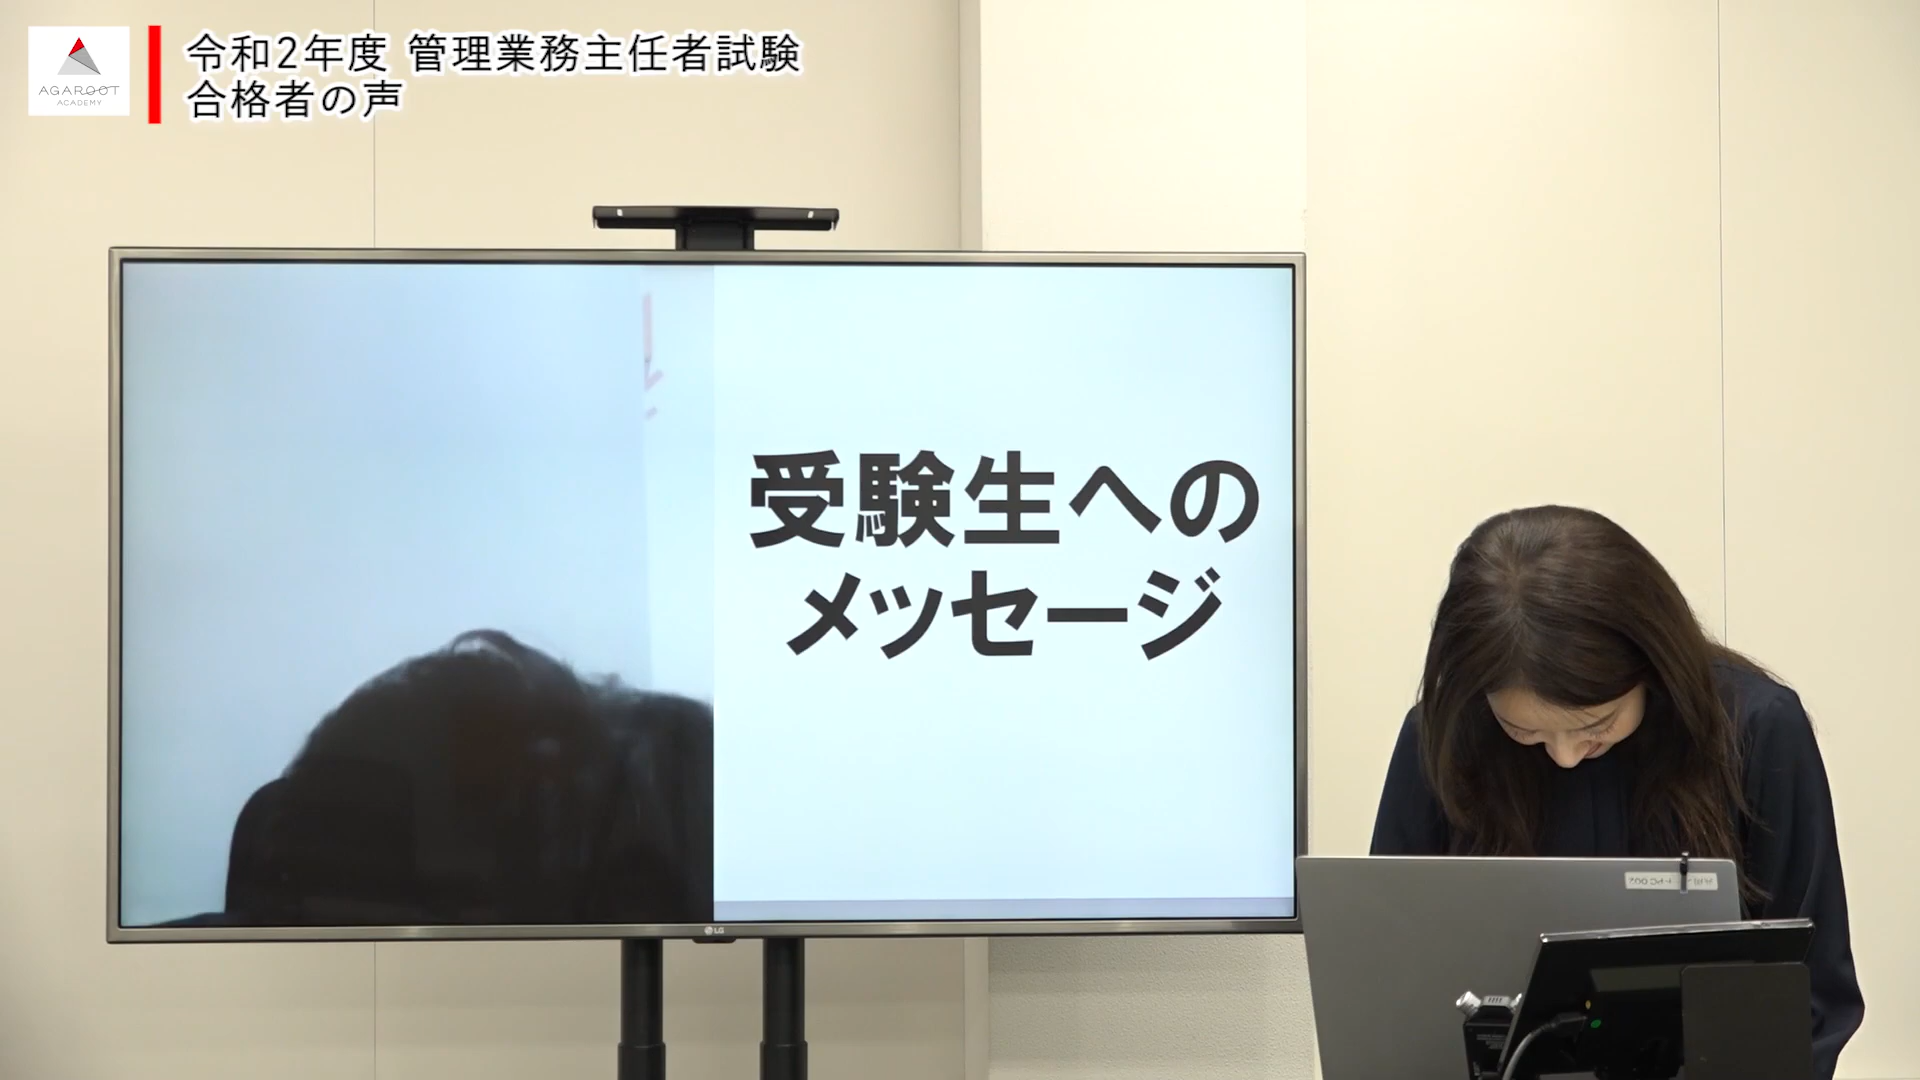 AGAROOT
ACADEMY
令和2年度 管理業務主任者試験
合格者の声
受験生への
メッセージ
LG